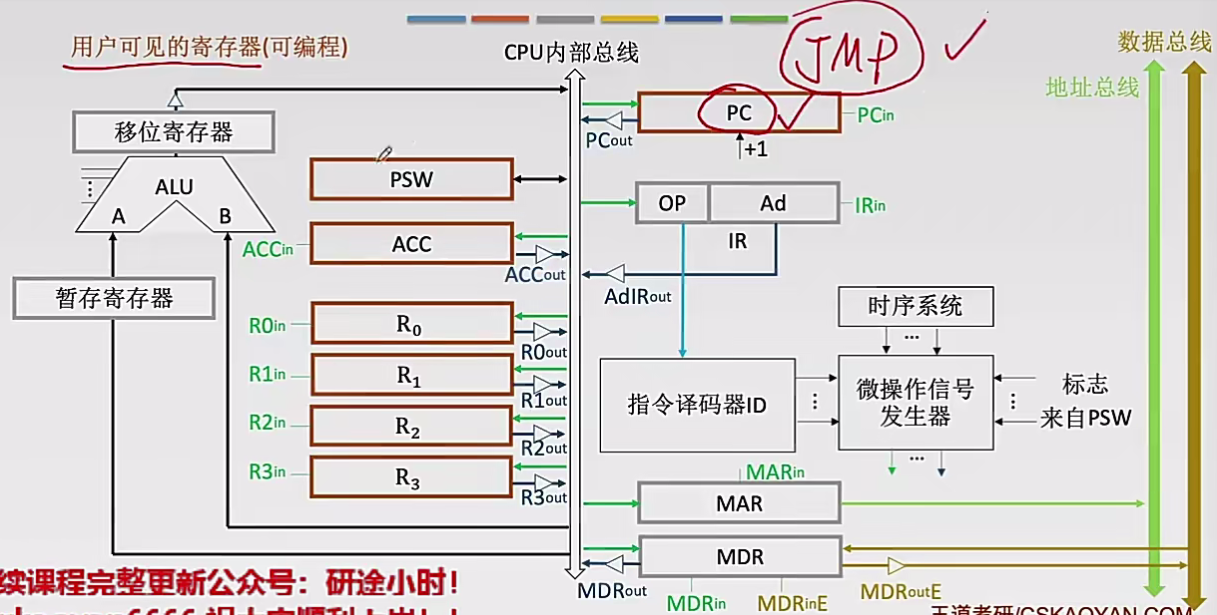 用户可见的寄存器(可编程)
CPU内部总线
JMP
数据总线
地址总线
移位寄存器
PC
PCin
PCout
+1
ALU
A
B
PSW
OP
Ad
IRin
IR
ACCin
ACC
ACCout
AdIRout
暂存寄存器
时序系统
...
R0in
R₀
R0out
R1in
R₁
R1out
R2in
R₂
R2out
R3in
R₃
R3out
指令译码器ID
微操作信号
发生器
标志
来自PSW
...
MARin
MAR
MDR
MDRout
MDRin
MDRinE
MDRoutE
续课程完整更新公众号：研途小时！
王道考研/CSKAOYAN.COM